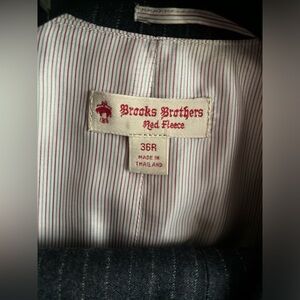 Brooks Brothers
Red Fleece
36R
MADE IN
THAILAND